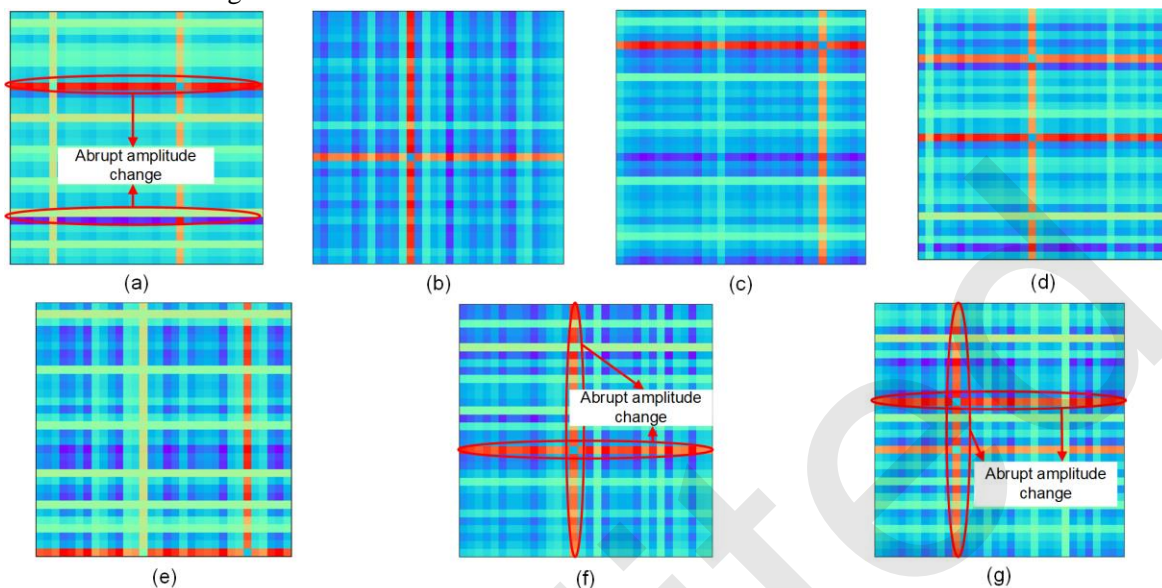 Abrupt amplitude
change
(a)
(b)
(c)
(d)
Abrupt amplitude
change
Abrupt amplitude
change
(e)
(f)
(g)